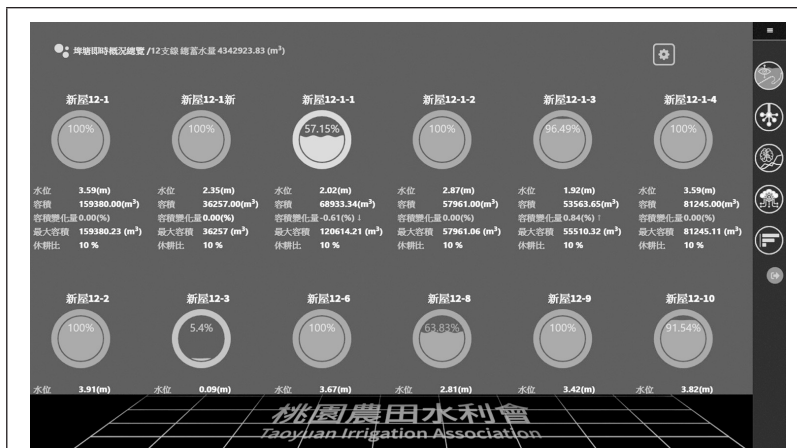 埤塘即時概況總覽 /12支線 總蓄水量 4342923.83 (m³)
新屋12-1 新屋12-1新 新屋12-1-1 新屋12-1-2 新屋12-1-3 新屋12-1-4
100% 100% 57.15% 100% 96.49% 100%
水位 3.59(m) 水位 2.35(m) 水位 2.02(m) 水位 2.87(m) 水位 1.92(m) 水位 3.59(m)
容積 159380.00(m³) 容積 36257.00(m³) 容積 68933.34(m³) 容積 57961.00(m³) 容積 53563.65(m³) 容積 81245.00(m³)
容積變化量 0.00(%) 容積變化量 0.00(%) 容積變化量 -0.61(%) ↓ 容積變化量 0.00(%) 容積變化量 0.84(%) ↑ 容積變化量 0.00(%)
最大容積 159380.23 (m³) 最大容積 36257 (m³) 最大容積 120614.21 (m³) 最大容積 57961.06 (m³) 最大容積 55510.32 (m³) 最大容積 81245.11 (m³)
休耕比 10 % 休耕比 10 % 休耕比 10 % 休耕比 10 % 休耕比 10 % 休耕比 10 %
新屋12-2 新屋12-3 新屋12-6 新屋12-8 新屋12-9 新屋12-10
100% 5.4% 100% 63.83% 100% 91.54%
水位 3.91(m) 水位 0.09(m) 水位 3.67(m) 水位 2.81(m) 水位 3.42(m) 水位 3.82(m)
桃園農田水利會
Taoyuan Irrigation Association